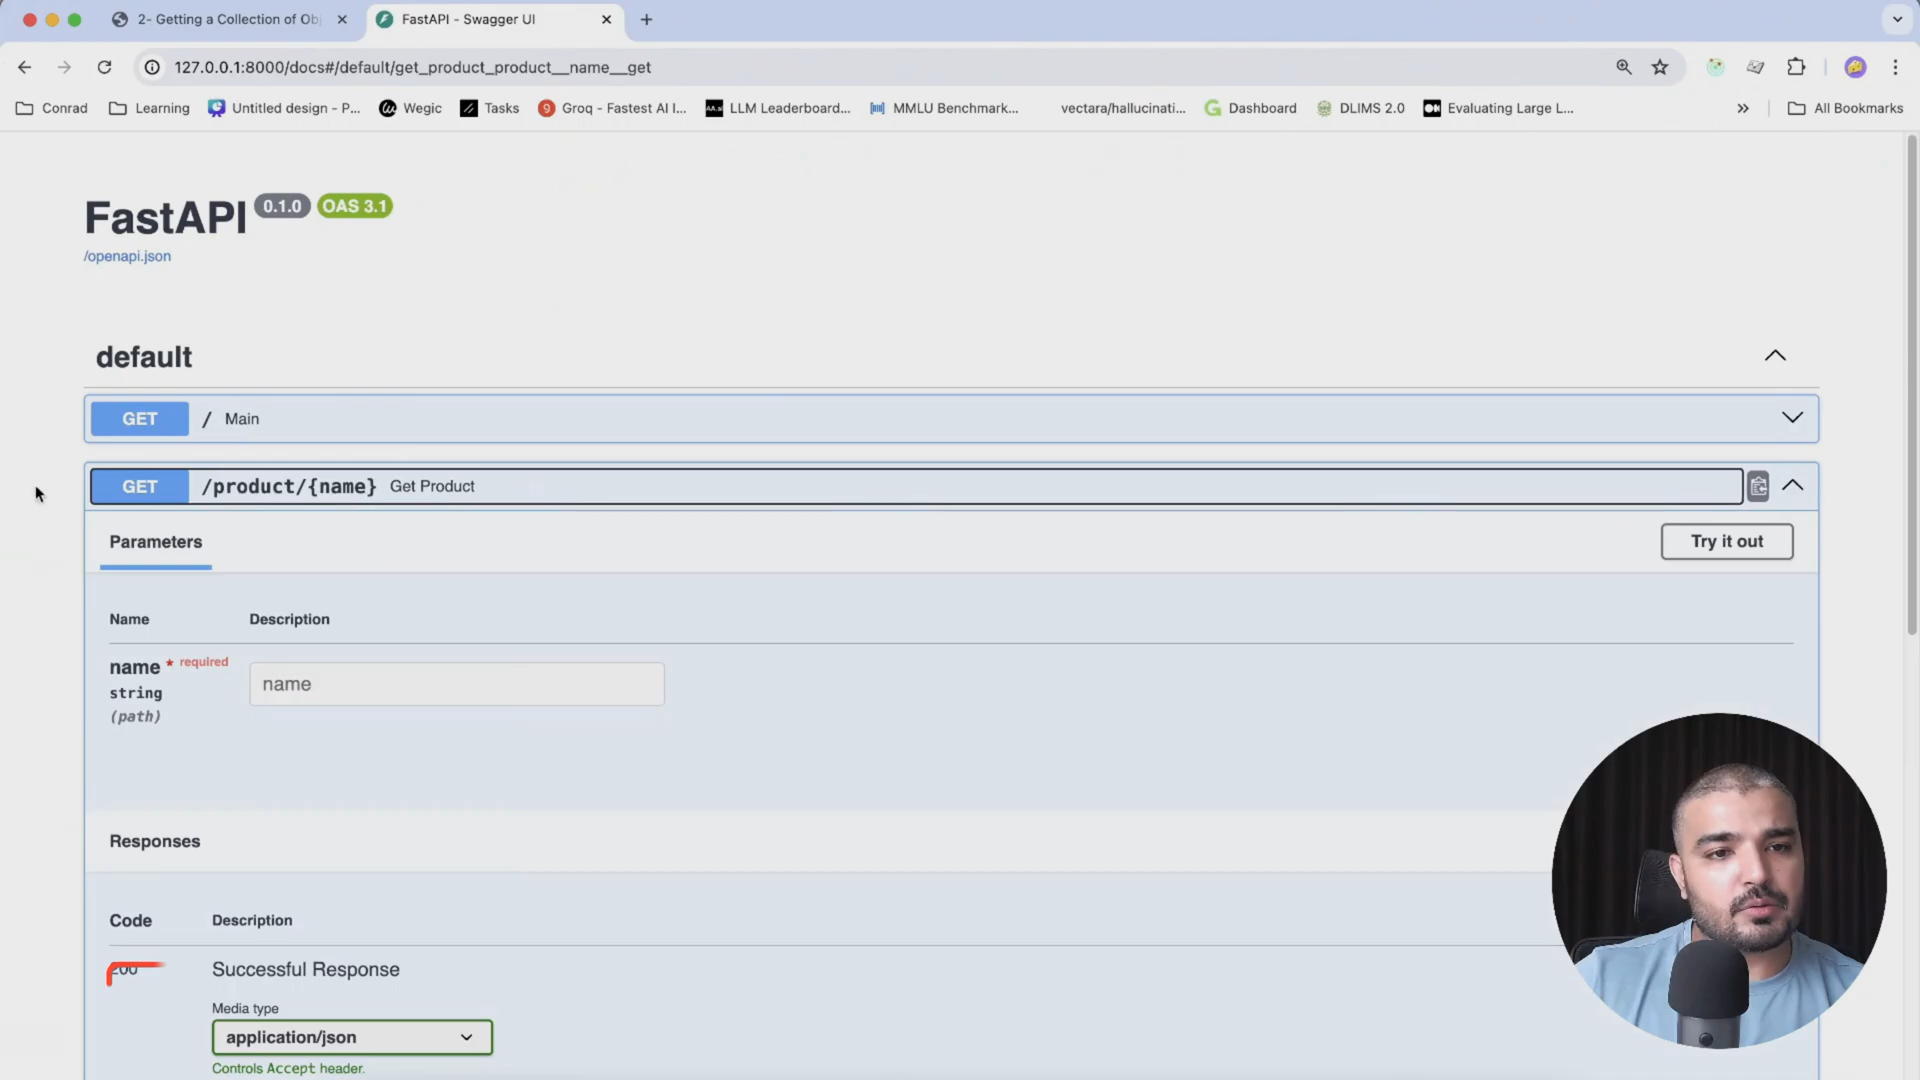 2- Getting a Collection of Ob
FastAPI - Swagger UI
127.0.0.1:8000/docs#/default/get_product_product__name__get
Conrad
Learning
Untitled design - P...
Wegic
Tasks
Groq - Fastest AI I...
LLM Leaderboard...
MMLU Benchmark...
vectara/hallucinati...
Dashboard
DLIMS 2.0
Evaluating Large L...
»
All Bookmarks
FastAPI 0.1.0 OAS 3.1
/openapi.json
default
GET / Main
GET /product/{name} Get Product
Parameters
Try it out
Name Description
name * required
string
(path)
name
Responses
Code Description
200 Successful Response
Media type
application/json
Controls Accept header.